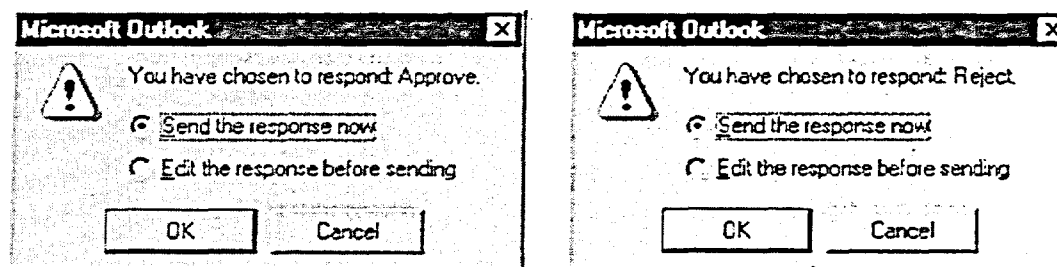 Microsoft Outlook
You have chosen to respond: Approve.
Send the response now
Edit the response before sending
OK Cancel
Microsoft Outlook
You have chosen to respond: Reject.
Send the response now
Edit the response before sending
OK Cancel